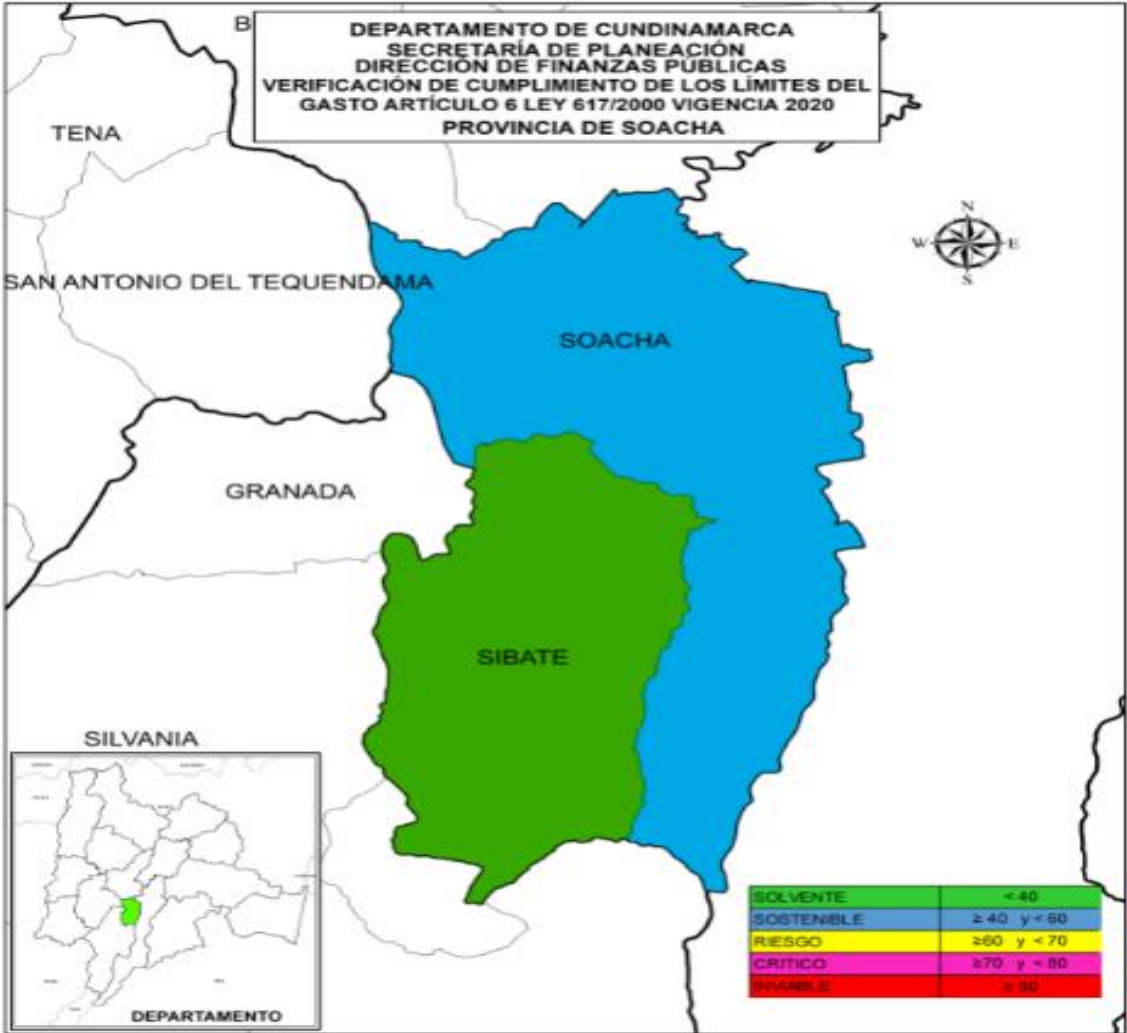 B
DEPARTAMENTO DE CUNDINAMARCA
SECRETARÍA DE PLANEACIÓN
DIRECCIÓN DE FINANZAS PÚBLICAS
VERIFICACIÓN DE CUMPLIMIENTO DE LOS LÍMITES DEL
GASTO ARTÍCULO 6 LEY 617/2000 VIGENCIA 2020
PROVINCIA DE SOACHA
TENA
N
W E
S
SAN ANTONIO DEL TEQUENDAMA
SOACHA
GRANADA
SIBATE
SILVANIA
DEPARTAMENTO
SOLVENTE < 40
SOSTENIBLE ≥ 40 y < 60
RIESGO ≥60 y < 70
CRITICO ≥70 y < 80
INVIABLE ≥ 80